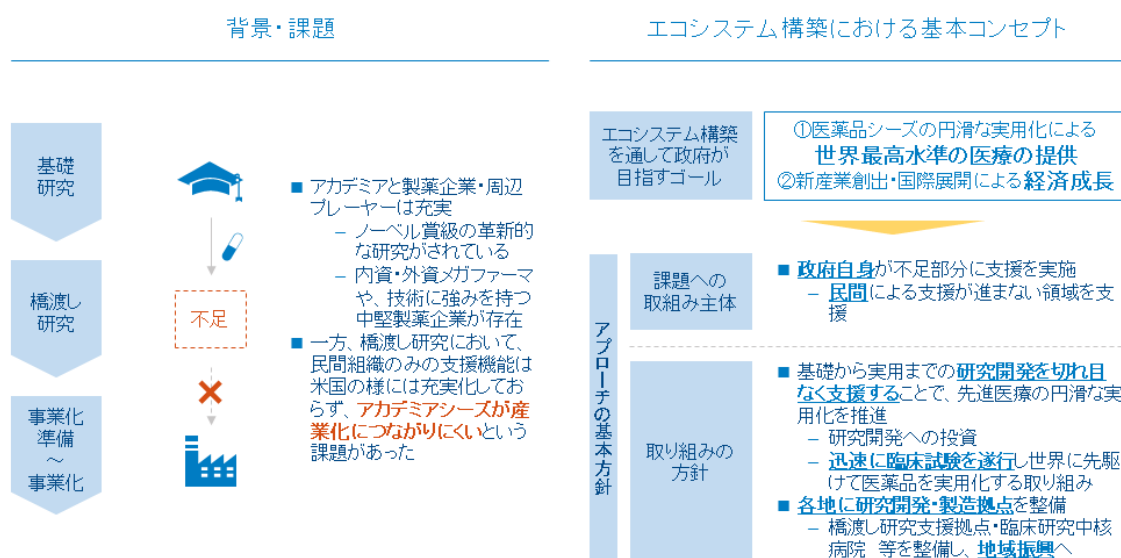 背景・課題
基礎
研究
橋渡し
研究
事業化
準備
～
事業化
不足
■ アカデミアと製薬企業・周辺
プレーヤーは充実
– ノーベル賞級の革新的
な研究がされている
– 内資・外資メガファーマ
や、技術に強みを持つ
中堅製薬企業が存在
■ 一方、橋渡し研究において、
民間組織のみの支援機能は
米国の様には充実化してお
らず、アカデミアシーズが産
業化につながりにくいという
課題があった
エコシステム構築における基本コンセプト
エコシステム構築
を通して政府が
目指すゴール
①医薬品シーズの円滑な実用化による
世界最高水準の医療の提供
②新産業創出・国際展開による経済成長
アプローチの基本方針
課題への
取組み主体
■ 政府自身が不足部分に支援を実施
– 民間による支援が進まない領域を支
援
取り組みの
方針
■ 基礎から実用までの研究開発を切れ目
なく支援することで、先進医療の円滑な実
用化を推進
– 研究開発への投資
– 迅速に臨床試験を遂行し世界に先駆
けて医薬品を実用化する取り組み
■ 各地に研究開発・製造拠点を整備
– 橋渡し研究支援拠点・臨床研究中核
病院 等を整備し、地域振興へ